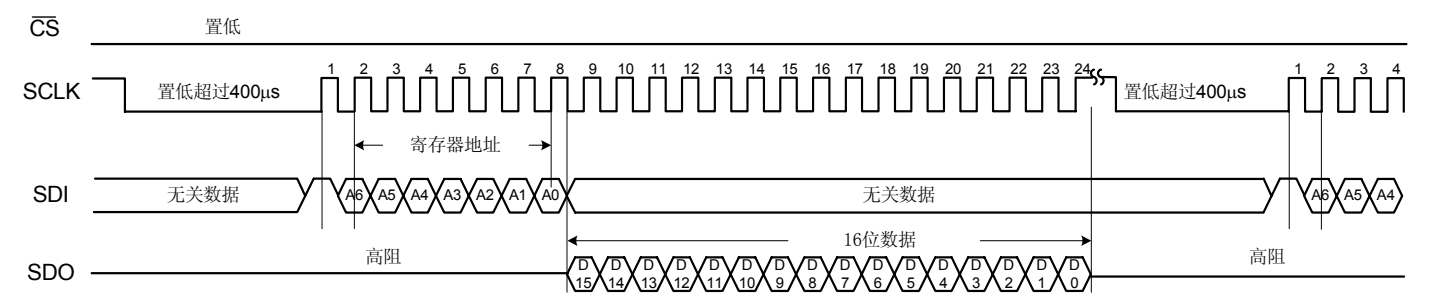 CS 置低
1 2 3 4 5 6 7 8 9 10 11 12 13 14 15 16 17 18 19 20 21 22 23 24 1 2 3 4
SCLK 置低超过400μs 置低超过400μs
寄存器地址
SDI 无关数据 A6 A5 A4 A3 A2 A1 A0 无关数据 A6 A5 A4
高阻 16位数据 高阻
SDO D15 D14 D13 D12 D11 D10 D9 D8 D7 D6 D5 D4 D3 D2 D1 D0